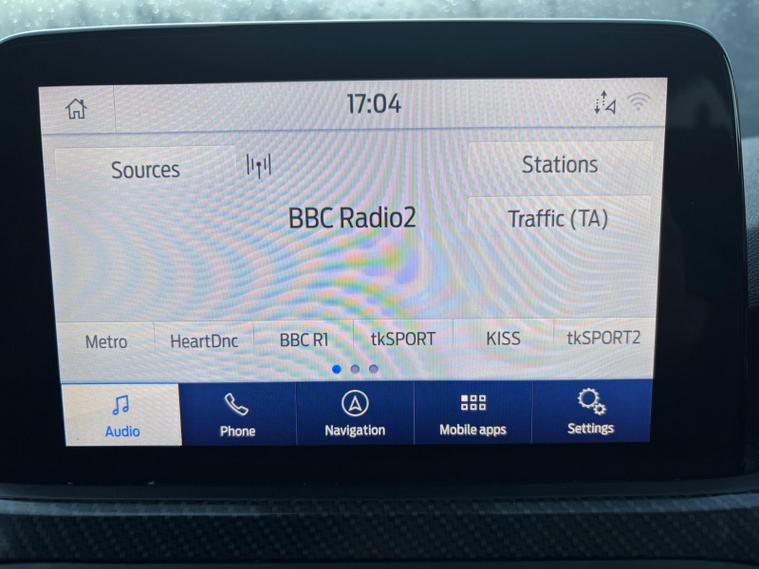 17:04
Sources
Stations
BBC Radio2
Traffic (TA)
Metro HeartDnc BBC R1 tkSPORT KISS tkSPORT2
Audio Phone Navigation Mobile apps Settings